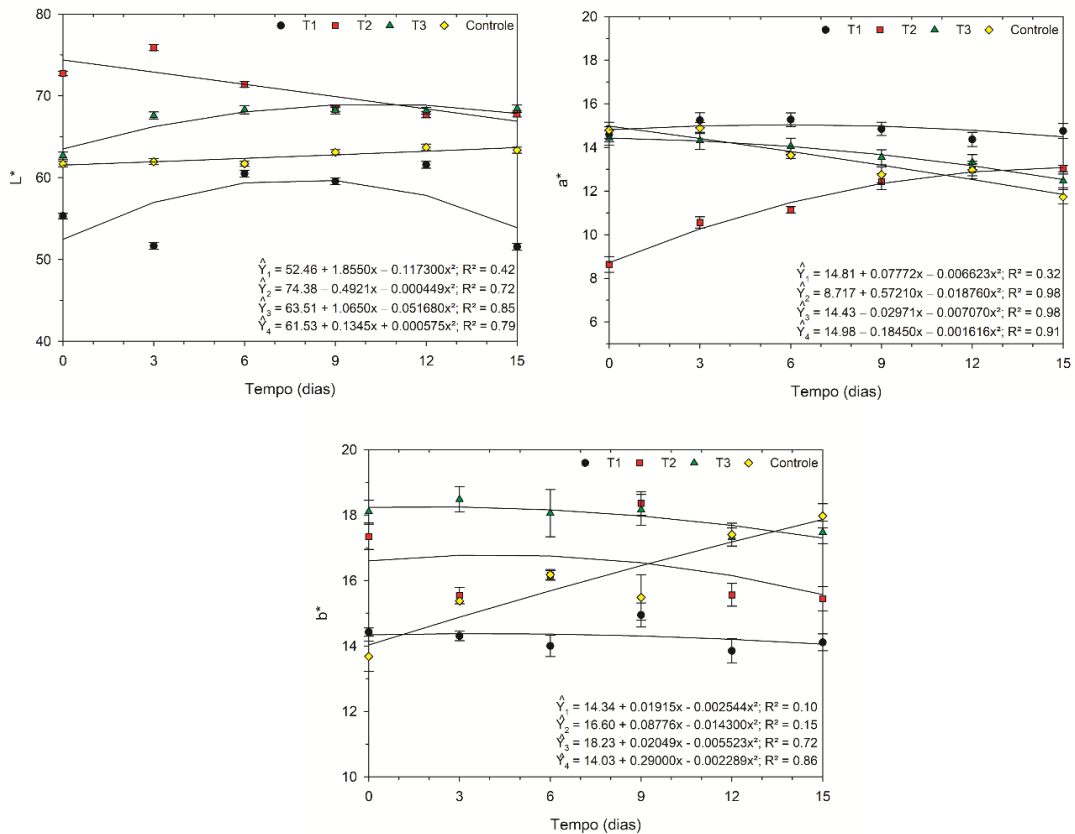 T1 T2 T3 Controle
80
70
60
50
40
L*
0 3 6 9 12 15
Tempo (dias)
Ŷ₁ = 52.46 + 1.8550x – 0.117300x²; R² = 0.42
Ŷ₂ = 74.38 – 0.4921x – 0.000449x²; R² = 0.72
Ŷ₃ = 63.51 + 1.0650x – 0.051680x²; R² = 0.85
Ŷ₄ = 61.53 + 0.1345x + 0.000575x²; R² = 0.79
T1 T2 T3 Controle
20
18
16
14
12
10
8
6
a*
0 3 6 9 12 15
Tempo (dias)
Ŷ₁ = 14.81 + 0.07772x – 0.006623x²; R² = 0.32
Ŷ₂ = 8.717 + 0.57210x – 0.018760x²; R² = 0.98
Ŷ₃ = 14.43 – 0.02971x – 0.007070x²; R² = 0.98
Ŷ₄ = 14.98 – 0.18450x – 0.001616x²; R² = 0.91
T1 T2 T3 Controle
20
18
16
14
12
10
b*
0 3 6 9 12 15
Tempo (dias)
Ŷ₁ = 14.34 + 0.01915x - 0.002544x²; R² = 0.10
Ŷ₂ = 16.60 + 0.08776x - 0.014300x²; R² = 0.15
Ŷ₃ = 18.23 + 0.02049x - 0.005523x²; R² = 0.72
Ŷ₄ = 14.03 + 0.29000x - 0.002289x²; R² = 0.86